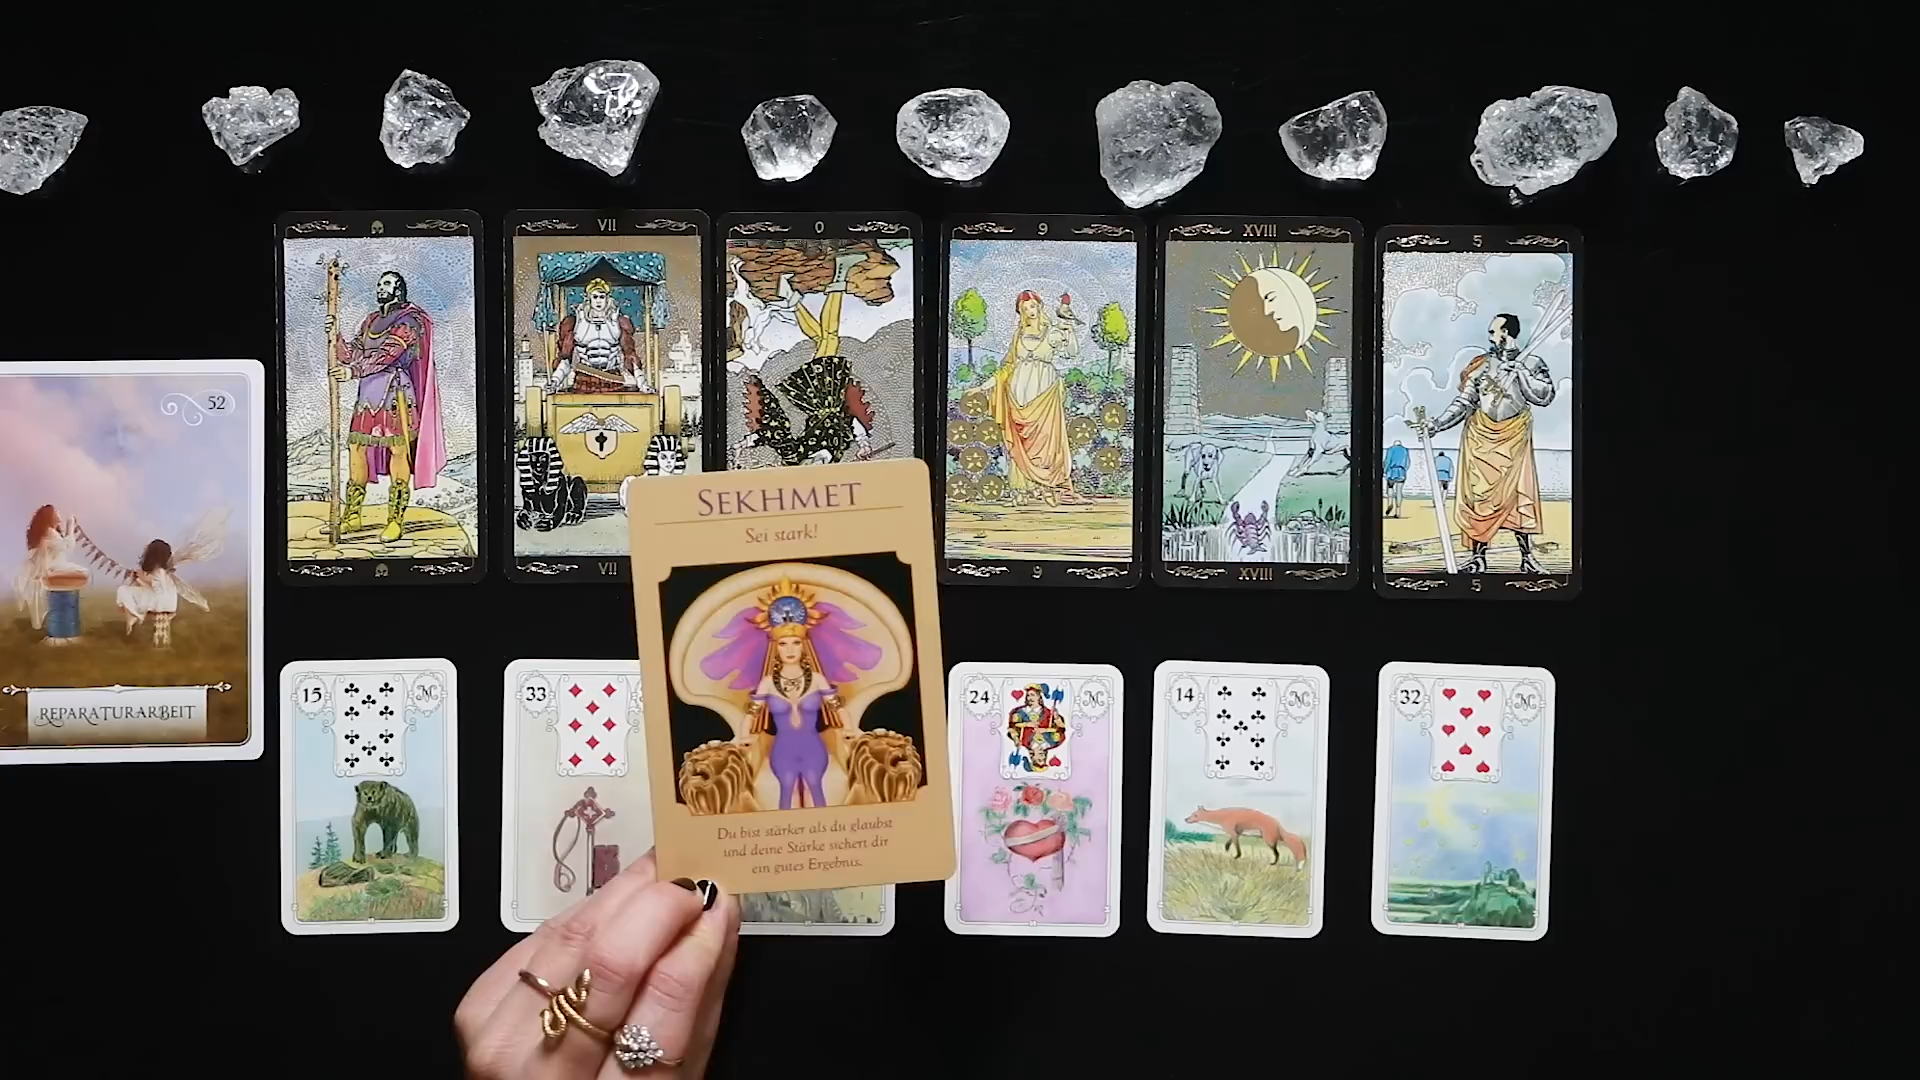 VII
0
9
XVIII
5
52
REPARATURARBEIT
VII
9
XVIII
5
SEKHMET
Sei stark!
Du bist stärker als du glaubst
und deine Stärke sichert dir
ein gutes Ergebnis.
15
33
24
14
32